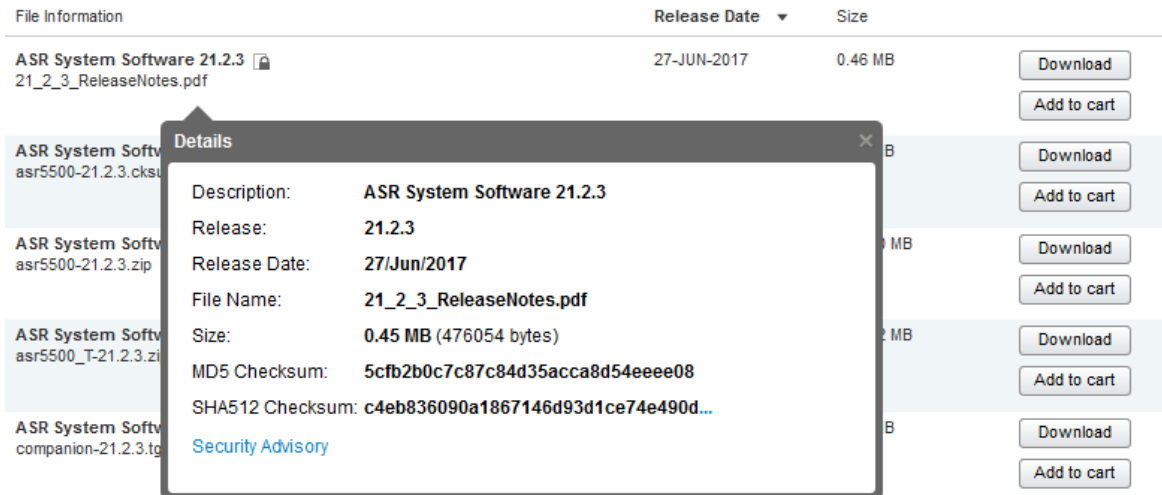 File Information Release Date Size
ASR System Software 21.2.3 27-JUN-2017 0.46 MB Download
21_2_3_ReleaseNotes.pdf
Add to cart
Details
ASR System Softw B Download
asr5500-21.2.3.cksu
Add to cart
Description: ASR System Software 21.2.3
Release: 21.2.3
ASR System Softw MB Download
asr5500-21.2.3.zip
Release Date: 27/Jun/2017
Add to cart
File Name: 21_2_3_ReleaseNotes.pdf
Size: 0.45 MB (476054 bytes)
ASR System Softw MB Download
asr5500_T-21.2.3.zi
MD5 Checksum: 5cfb2b0c7c87c84d35acca8d54eeee08
Add to cart
SHA512 Checksum: c4eb836090a1867146d93d1ce74e490d...
ASR System Softw B Download
companion-21.2.3.tg
Security Advisory
Add to cart